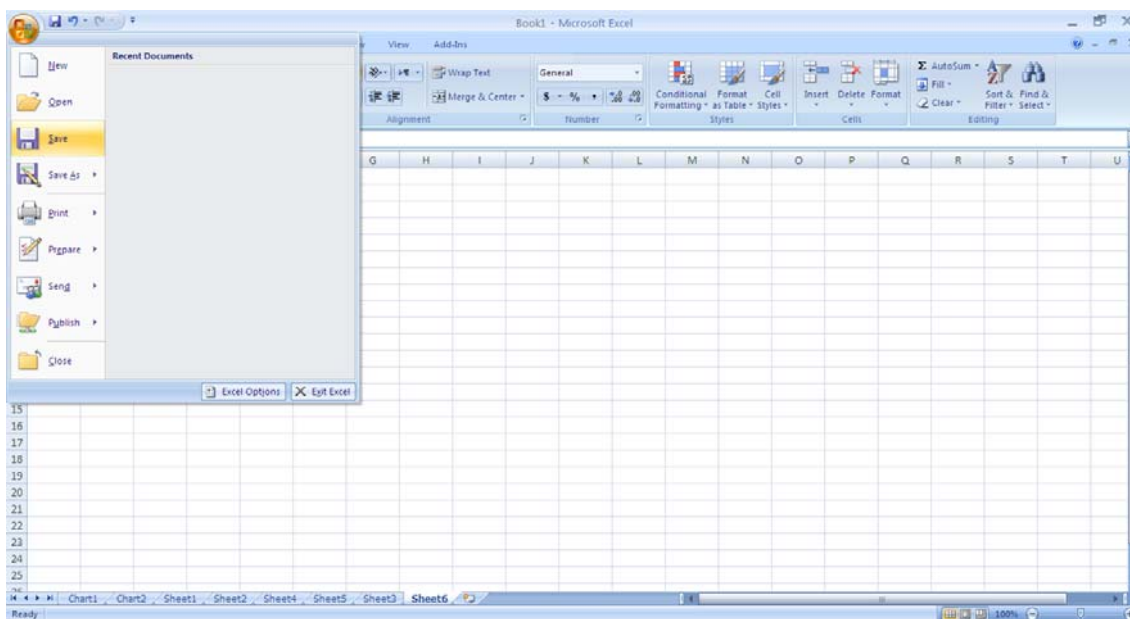 Book1 - Microsoft Excel
View Add-Ins
New
Open
Save
Save As
Print
Prepare
Send
Publish
Close
Recent Documents
Excel Options
Exit Excel
Wrap Text
Merge & Center
Alignment
General
$ - % ,
Number
Conditional Formatting
Format as Table
Cell Styles
Styles
Insert
Delete
Format
Cells
Σ AutoSum
Fill
Clear
Sort & Filter
Find & Select
Editing
G H I J K L M N O P Q R S T U
15
16
17
18
19
20
21
22
23
24
25
Chart1 Chart2 Sheet1 Sheet2 Sheet4 Sheet5 Sheet3 Sheet6
Ready
100%